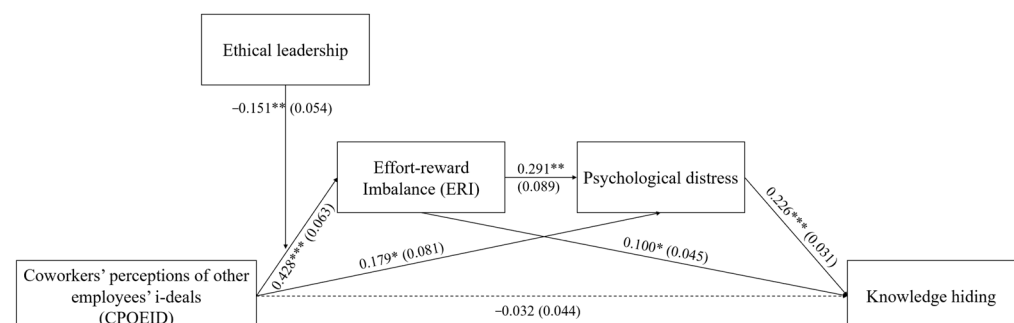 Ethical leadership
−0.151** (0.054)
Effort-reward
Imbalance (ERI)
0.291**
(0.089)
Psychological distress
0.428*** (0.063)
0.179* (0.081)
0.100* (0.045)
0.226*** (0.031)
Coworkers’ perceptions of other
employees’ i-deals
(CPOEID)
−0.032 (0.044)
Knowledge hiding